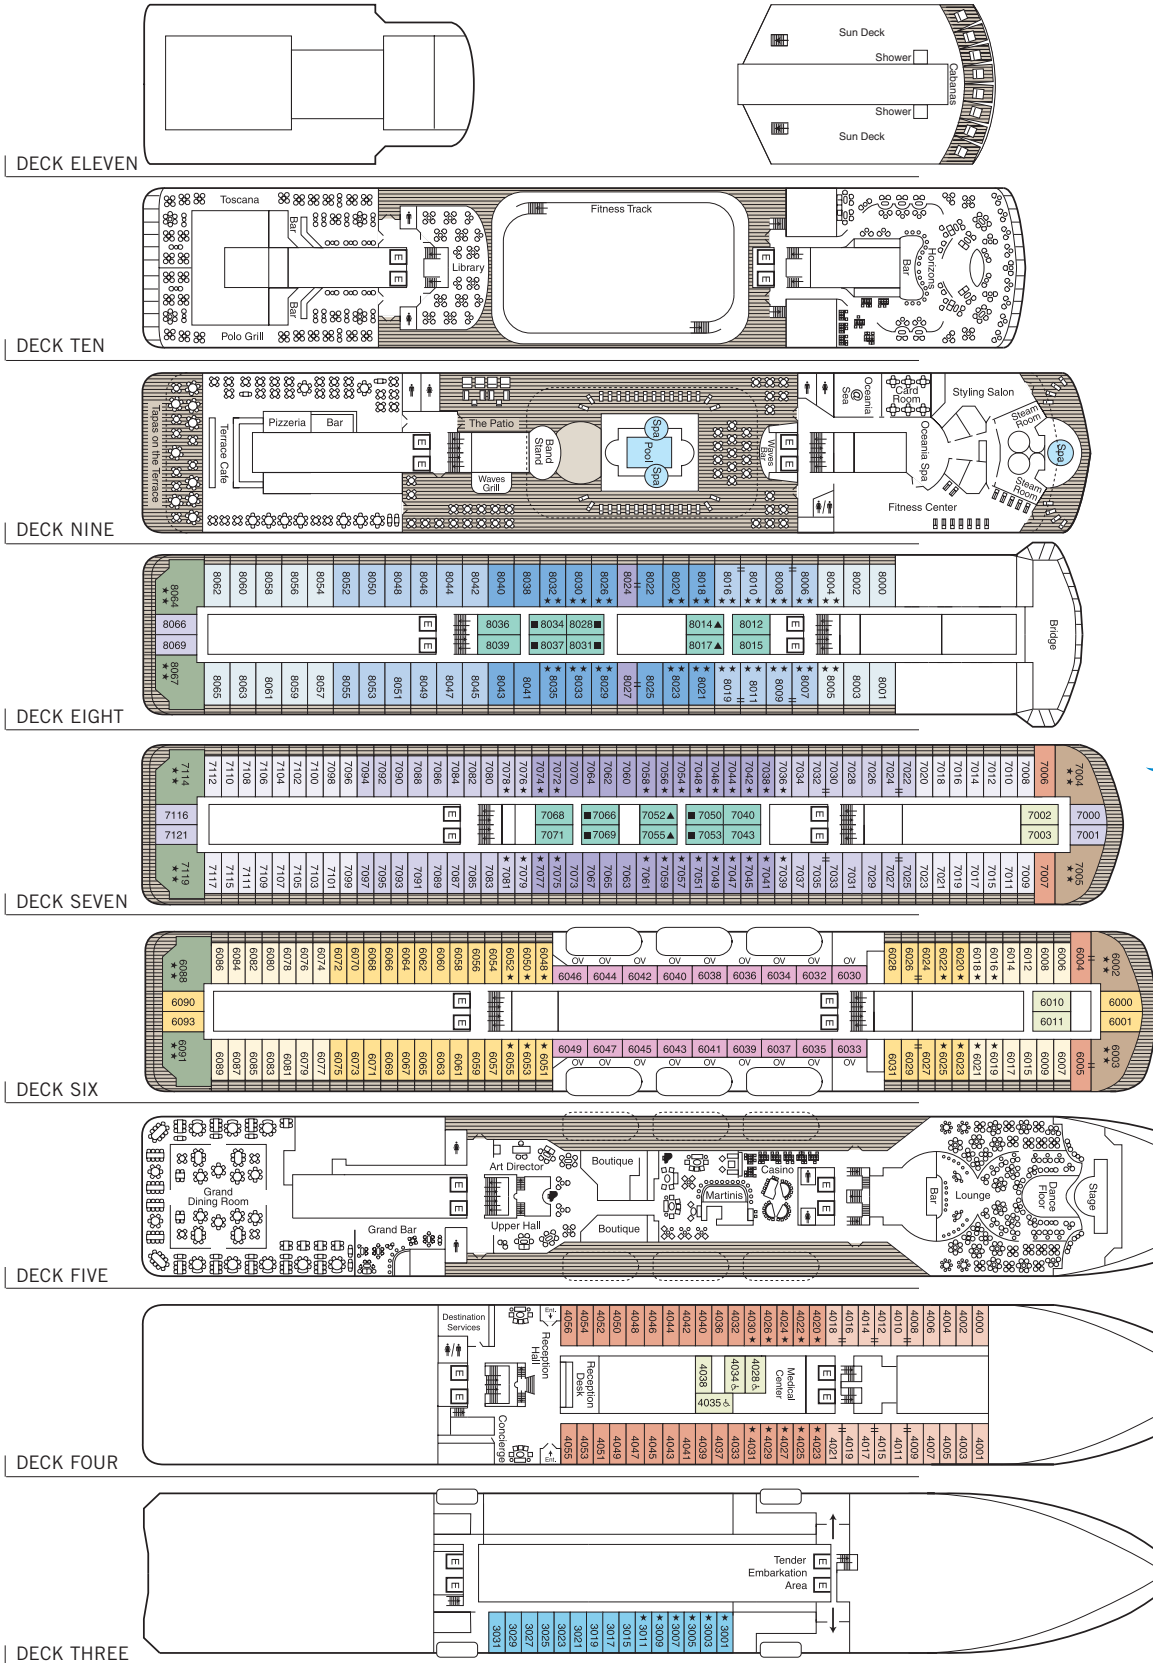 Sun Deck
Shower
Cabanas
Shower
Sun Deck
DECK ELEVEN
Toscana
Bar
Library
Bar
Polo Grill
Fitness Track
E
E
E
E
Bar
Horizons
DECK TEN
Tapas on the Terrace
Terrace Cafe
Pizzeria
Bar
E
E
The Patio
Waves
Grill
Band
Stand
Spa
Pool
Spa
Waves
Bar
E
E
Oceania
@
Sea
Card
Room
Styling Salon
Oceania Spa
Steam
Room
Spa
Steam
Room
Fitness Center
DECK NINE
8064 ★★
8062 8060 8058 8056 8054 8052 8050 8048 8046 8044 8042 8040 8038 8032 ★★ 8030 ★★ 8026 ★★ 8024 8022 8020 ★★ 8018 ★★ 8016 ★★ 8010 ★★ 8008 ★★ 8006 ★★ 8004 ★★ 8002 8000
8066 E 8036 ■8034 8028■ 8014▲ 8012 E
8069 E 8039 ■8037 8031■ 8017▲ 8015 E
Bridge
8067 ★★
8065 8063 8061 8059 8057 8055 8053 8051 8049 8047 8045 8043 8041 8035 ★★ 8033 ★★ 8029 ★★ 8027 8025 8023 ★★ 8021 ★★ 8019 ★★ 8011 ★★ 8009 ★★ 8007 ★★ 8005 ★★ 8003 8001
DECK EIGHT
7114 ★★
7112 7110 7108 7106 7104 7102 7100 7098 7096 7094 7092 7090 7088 7086 7084 7082 7080 7078 ★ 7076 ★ 7074 ★ 7072 ★ 7070 7064 7062 7060 7058 ★ 7056 ★ 7054 ★ 7048 ★ 7046 ★ 7044 ★ 7042 ★ 7038 ★ 7036 ★ 7034 7032 7030 7028 7026 7024 7022 7020 7018 7016 7014 7012 7010 7008 7006 7004 ★★
7116 E 7068 ■7066 7052▲ ■7050 7040 E 7002 7000
7121 E 7071 ■7069 7055▲ ■7053 7043 E 7003 7001
7119 ★★
7117 7115 7111 7109 7107 7105 7103 7101 7099 7097 7095 7093 7091 7089 7087 7085 7083 7081 ★ 7079 ★ 7077 ★ 7075 ★ 7073 7067 7065 7063 7061 ★ 7059 ★ 7057 ★ 7051 ★ 7049 ★ 7047 ★ 7045 ★ 7041 ★ 7039 ★ 7037 7035 7033 7031 7029 7027 7025 7023 7021 7019 7017 7015 7011 7009 7007 7005 ★★
DECK SEVEN
6088 ★★
6086 6084 6082 6080 6078 6076 6074 6072 6070 6068 6066 6064 6062 6060 6058 6056 6054 6052 ★ 6050 ★ 6048 ★
OV OV OV OV OV OV OV OV OV
6046 6044 6042 6040 6038 6036 6034 6032 6030
6028 6026 6024 6022 ★ 6020 ★ 6018 ★ 6016 ★ 6014 6012 6008 6006 6004 6002 ★★
6090 E E 6010 6000
6093 E E 6011 6001
6091 ★★
6089 6087 6085 6083 6081 6079 6077 6075 6073 6071 6069 6067 6065 6063 6061 6059 6057 6055 ★ 6053 ★ 6051 ★
6049 6047 6045 6043 6041 6039 6037 6035 6033
OV OV OV OV OV OV OV OV OV
6031 6029 6027 6025 ★ 6023 ★ 6021 ★ 6019 ★ 6017 6015 6009 6007 6005 6003 ★★
DECK SIX
Grand
Dining Room
Grand Bar
E
E
Art Director
Upper Hall
Boutique
Boutique
Martinis
Casino
E
E
Bar
Lounge
Dance
Floor
Stage
DECK FIVE
Destination
Services
Ent.
Reception
Hall
Reception
Desk
Concierge
Ent.
E
E
4056 4054 4052 4050 4048 4046 4044 4042 4040 4036 4032 4030 ★ 4026 ★ 4024 ★ 4022 ★ 4020 ★ 4018 4016 4014 4012 4010 4008 4006 4004 4002 4000
4038 4034 4028
4035
Medical
Center
E
E
4055 4053 4051 4049 4047 4045 4043 4041 4039 4037 4033 4031 ★ 4029 ★ 4027 ★ 4025 ★ 4023 ★ 4021 4019 4017 4015 4011 4009 4007 4005 4003 4001
DECK FOUR
E
E
Tender
Embarkation
Area
E
E
3031 3029 3027 3025 3023 3021 3019 3017 3015 3011 ★ 3009 ★ 3007 ★ 3005 ★ 3003 ★ 3001 ★
DECK THREE